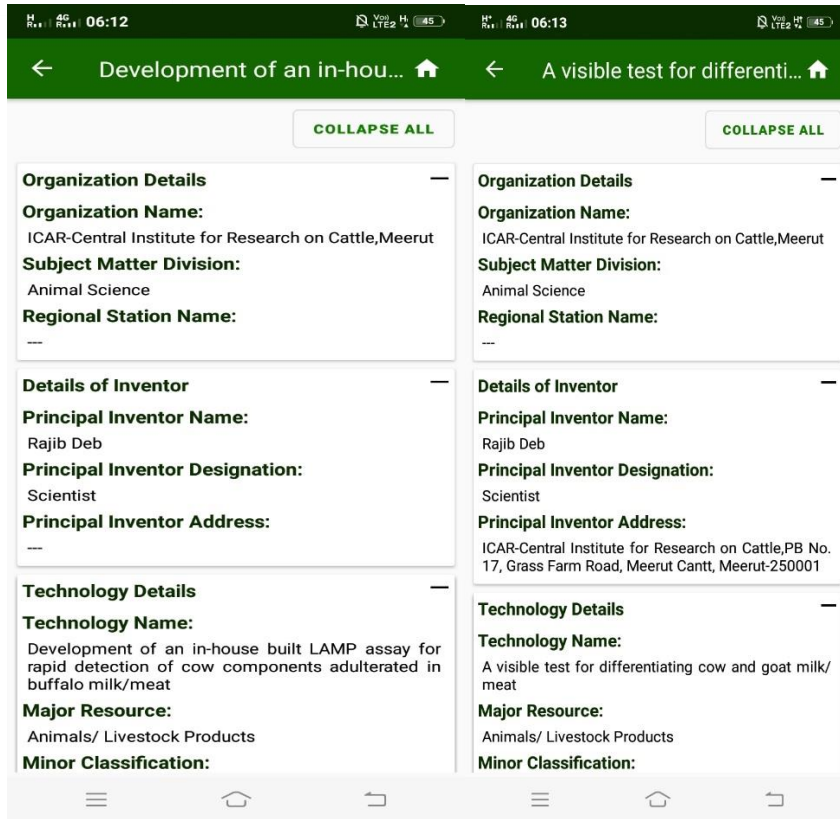 06:12
45
Development of an in-hou...
COLLAPSE ALL
Organization Details
Organization Name:
ICAR-Central Institute for Research on Cattle,Meerut
Subject Matter Division:
Animal Science
Regional Station Name:
---
Details of Inventor
Principal Inventor Name:
Rajib Deb
Principal Inventor Designation:
Scientist
Principal Inventor Address:
---
Technology Details
Technology Name:
Development of an in-house built LAMP assay for
rapid detection of cow components adulterated in
buffalo milk/meat
Major Resource:
Animals/ Livestock Products
Minor Classification:
06:13
45
A visible test for differenti...
COLLAPSE ALL
Organization Details
Organization Name:
ICAR-Central Institute for Research on Cattle,Meerut
Subject Matter Division:
Animal Science
Regional Station Name:
---
Details of Inventor
Principal Inventor Name:
Rajib Deb
Principal Inventor Designation:
Scientist
Principal Inventor Address:
ICAR-Central Institute for Research on Cattle,PB No.
17, Grass Farm Road, Meerut Cantt, Meerut-250001
Technology Details
Technology Name:
A visible test for differentiating cow and goat milk/
meat
Major Resource:
Animals/ Livestock Products
Minor Classification: